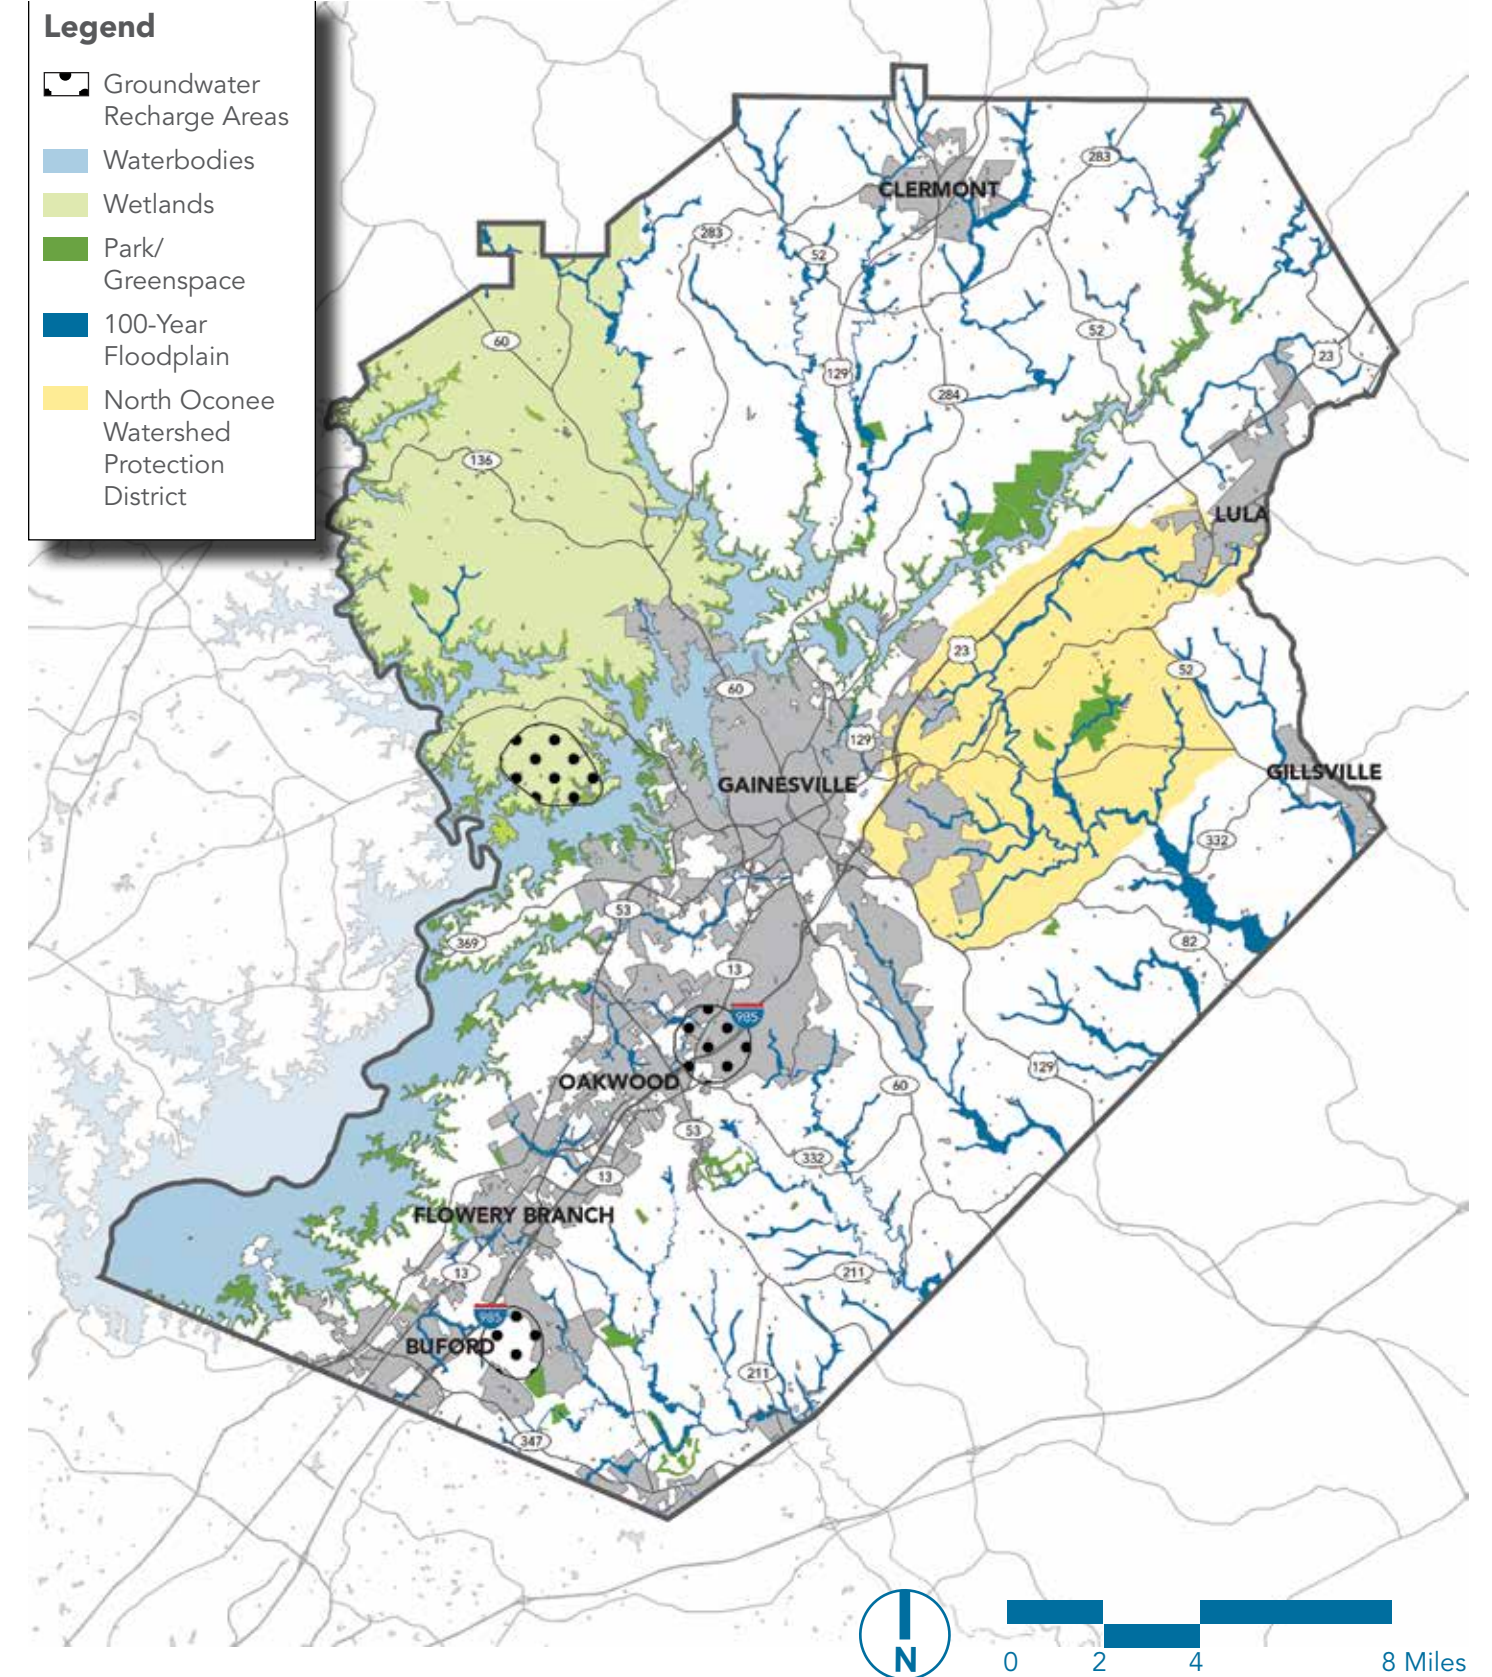 Legend
Groundwater
Recharge Areas
Waterbodies
Wetlands
Park/
Greenspace
100-Year
Floodplain
North Oconee
Watershed
Protection
District
283
CLERMONT
283
52
60
52
23
129
284
136
LULA
23
52
60
129
GILLSVILLE
GAINESVILLE
332
53
369
82
13
985
129
OAKWOOD
60
53
332
13
FLOWERY BRANCH
13
211
985
BUFORD
211
347
N
0 2 4 8 Miles